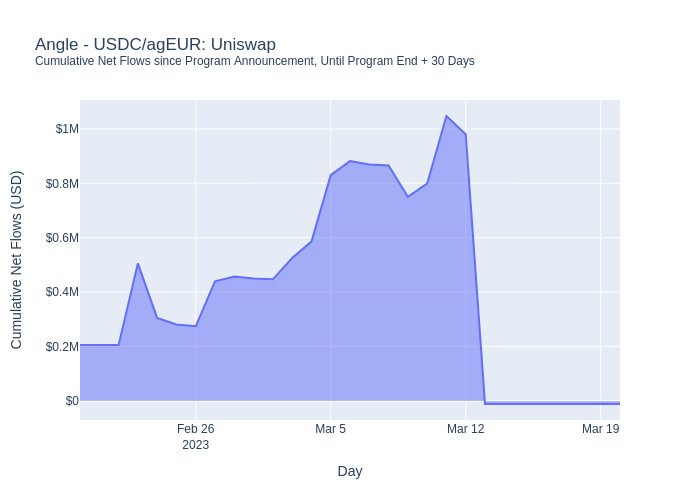 Angle - USDC/agEUR: Uniswap
Cumulative Net Flows since Program Announcement, Until Program End + 30 Days
Cumulative Net Flows (USD)
$1M
$0.8M
$0.6M
$0.4M
$0.2M
$0
Feb 26
2023
Mar 5
Mar 12
Mar 19
Day